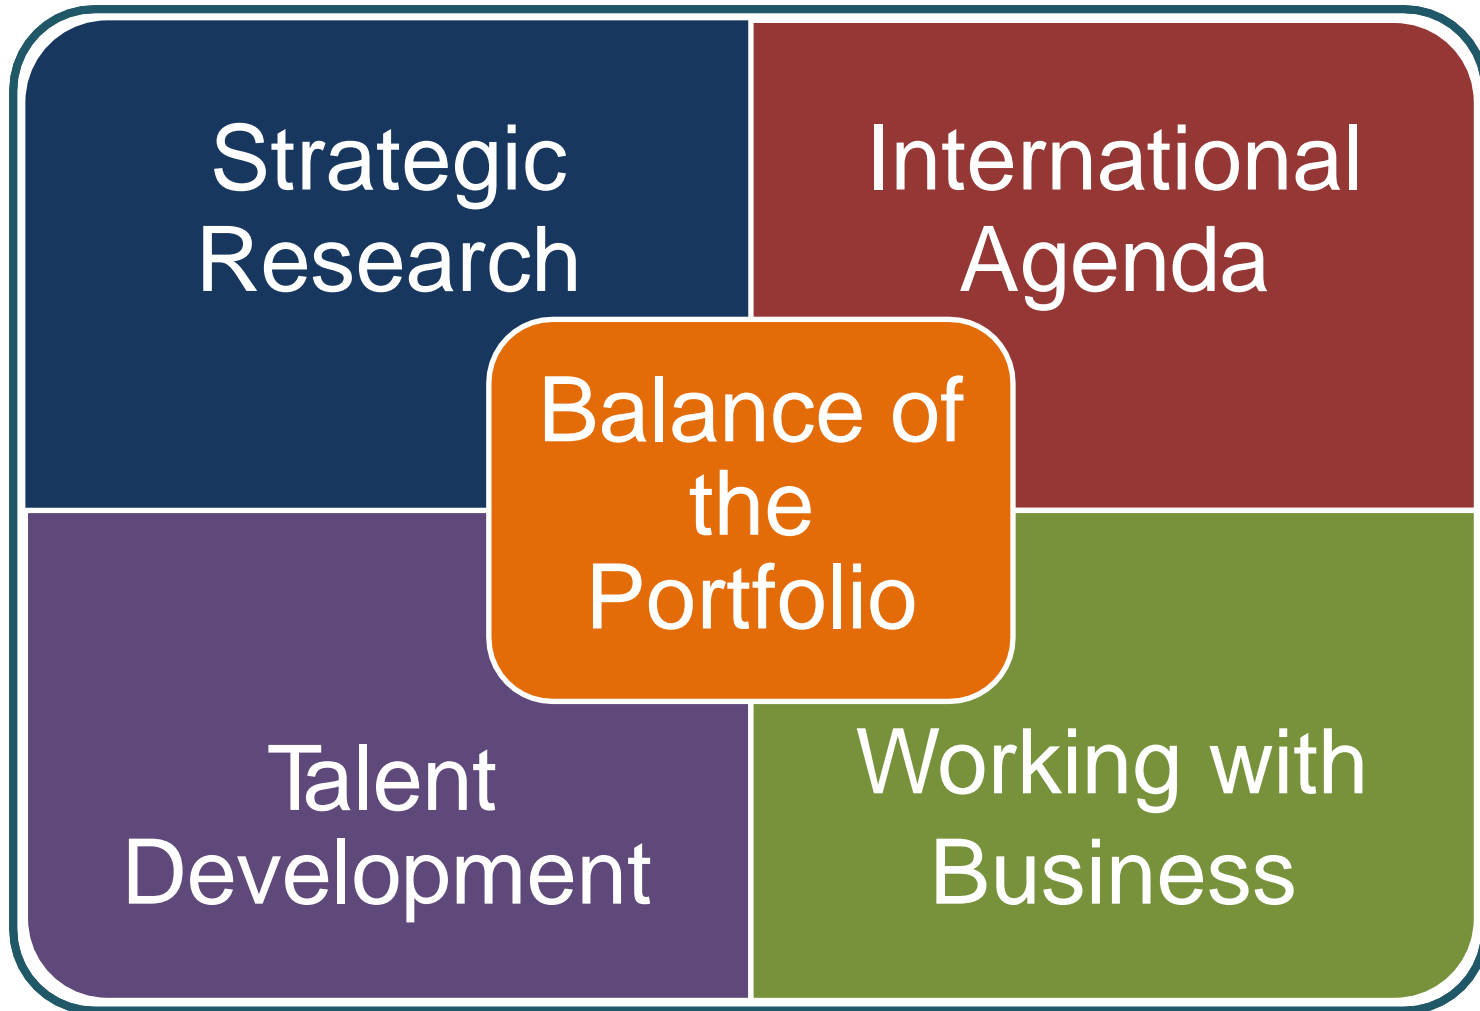 Strategic
Research
International
Agenda
Balance of
the
Portfolio
Talent
Development
Working with
Business